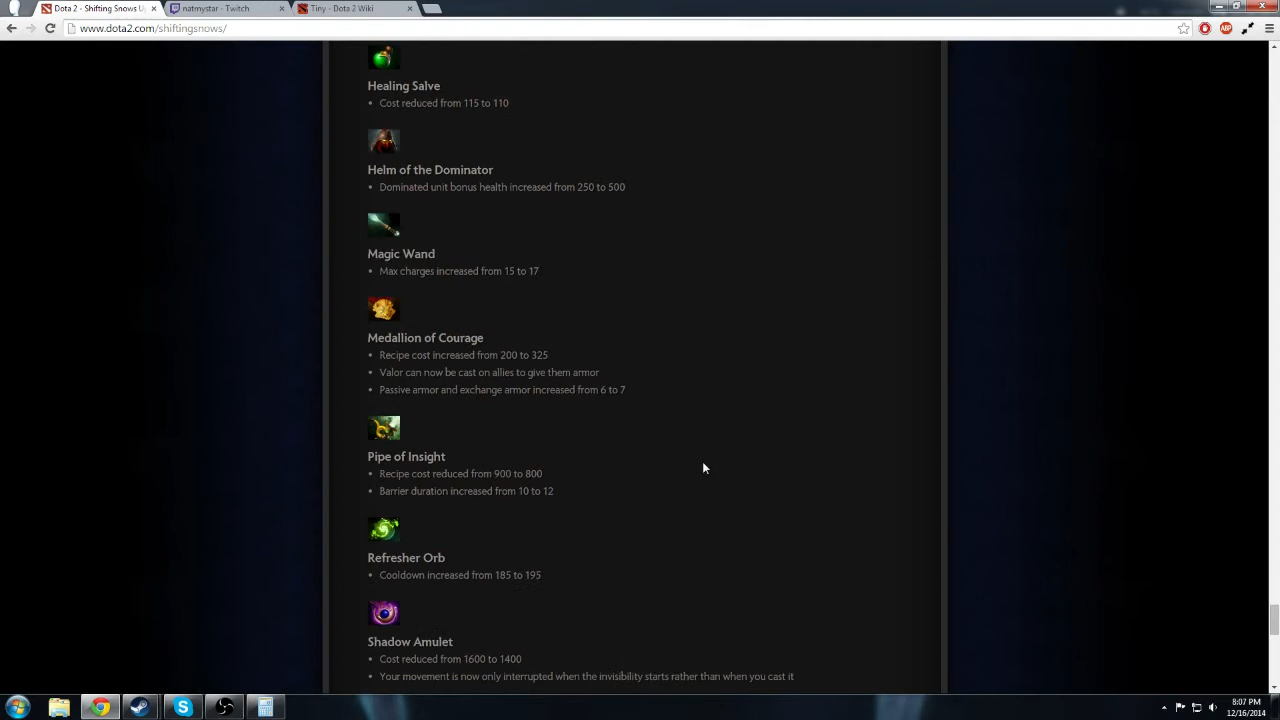 Dota 2 - Shifting Snows U
natmystar - Twitch
Tiny - Dota 2 Wiki
www.dota2.com/shiftingsnows/
ABP
Healing Salve
• Cost reduced from 115 to 110
Helm of the Dominator
• Dominated unit bonus health increased from 250 to 500
Magic Wand
• Max charges increased from 15 to 17
Medallion of Courage
• Recipe cost increased from 200 to 325
• Valor can now be cast on allies to give them armor
• Passive armor and exchange armor increased from 6 to 7
Pipe of Insight
• Recipe cost reduced from 900 to 800
• Barrier duration increased from 10 to 12
Refresher Orb
• Cooldown increased from 185 to 195
Shadow Amulet
• Cost reduced from 1600 to 1400
• Your movement is now only interrupted when the invisibility starts rather than when you cast it
8:07 PM
12/16/2014